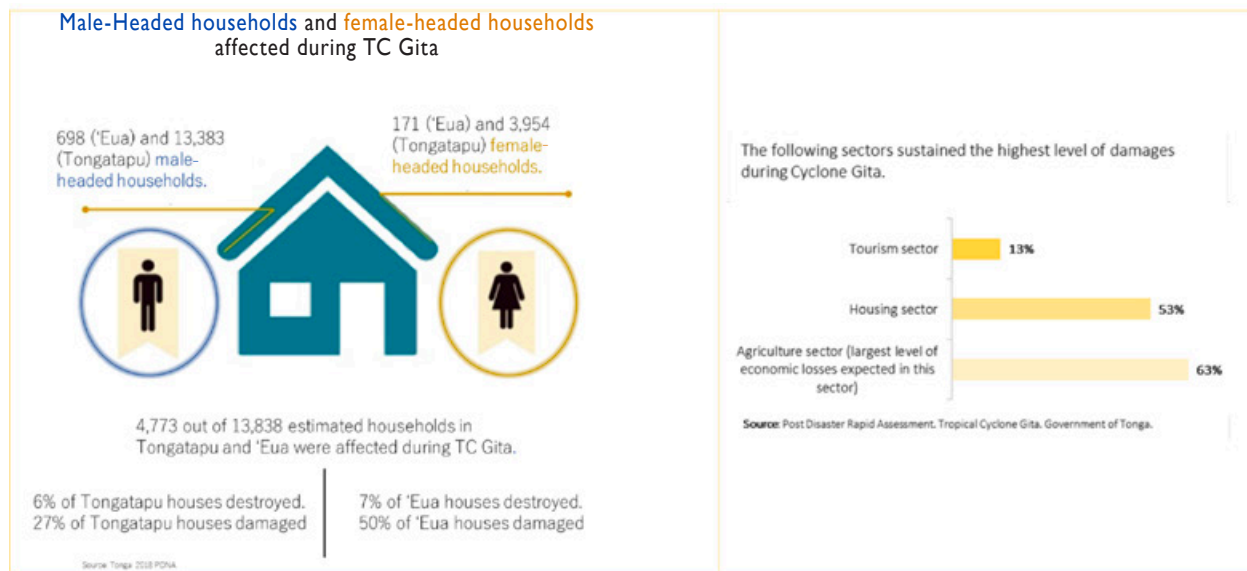 Male-Headed households and female-headed households
affected during TC Gita
698 ('Eua) and 13,383
(Tongatapu) male-
headed households.
171 ('Eua) and 3,954
(Tongatapu) female-
headed households.
4,773 out of 13,838 estimated households in
Tongatapu and 'Eua were affected during TC Gita.
6% of Tongatapu houses destroyed.
27% of Tongatapu houses damaged
7% of 'Eua houses destroyed.
50% of 'Eua houses damaged
Source: Tonga 2018 PDNA
The following sectors sustained the highest level of damages
during Cyclone Gita.
Tourism sector
13%
Housing sector
53%
Agriculture sector (largest level of
economic losses expected in this
sector)
63%
Source: Post Disaster Rapid Assessment. Tropical Cyclone Gita. Government of Tonga.